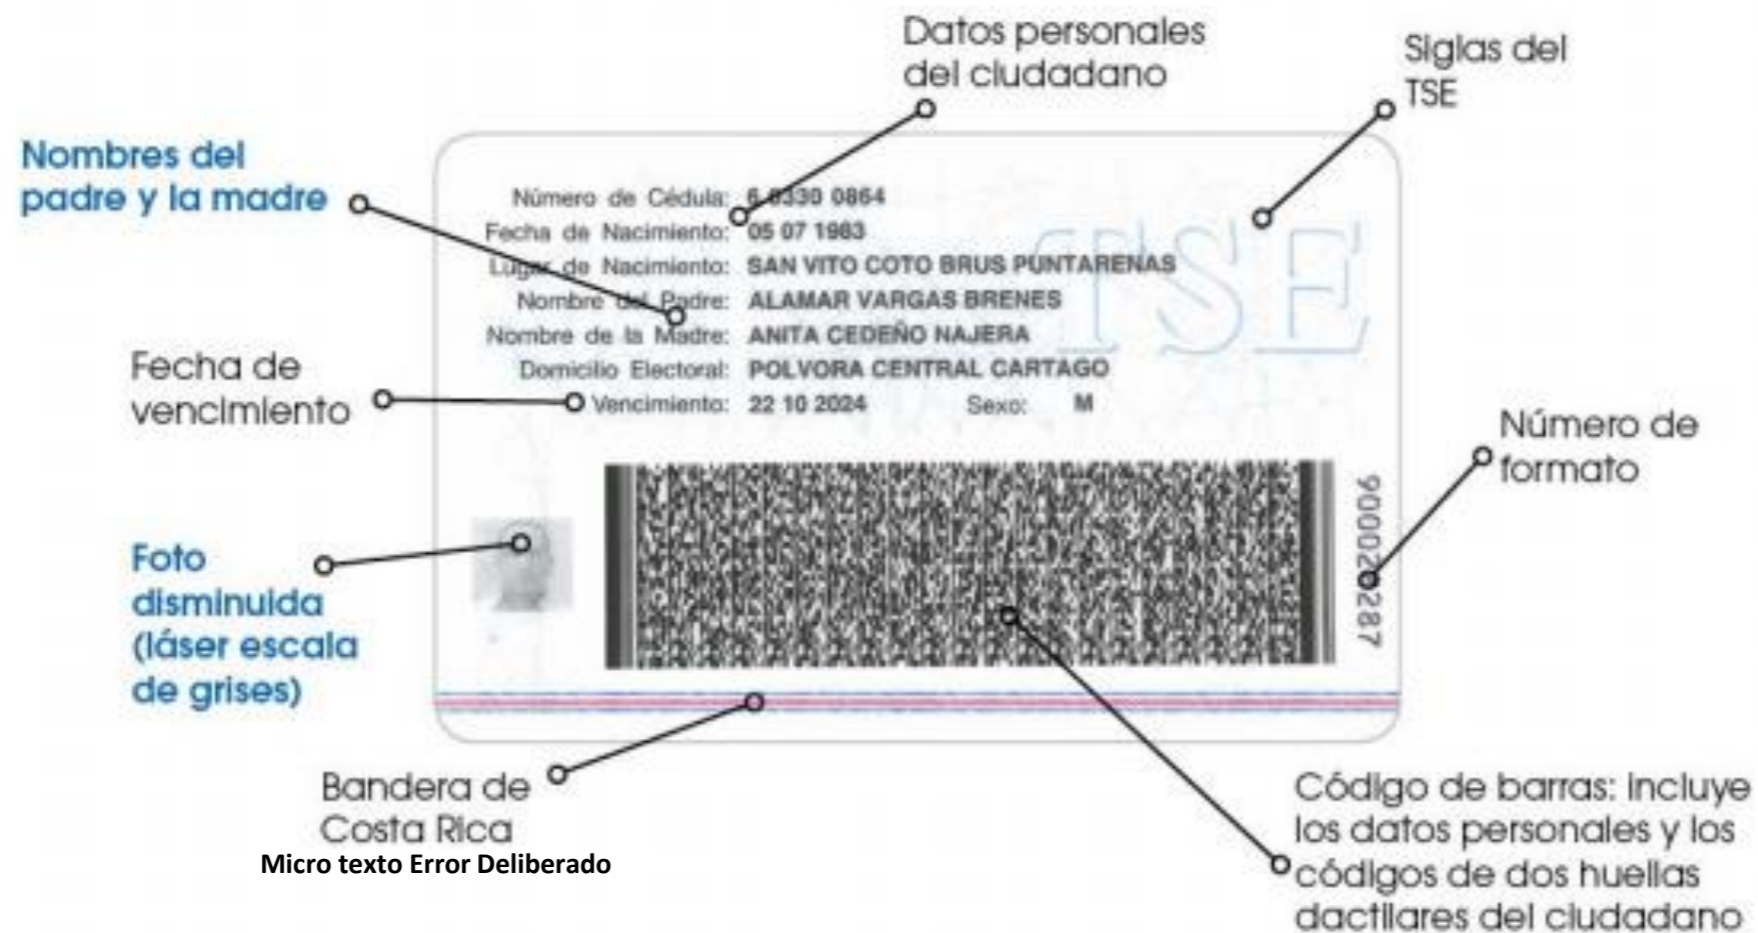 Datos personales
del ciudadano
Siglas del
TSE
Nombres del
padre y la madre
Número de Cédula: 6 0330 0864
Fecha de Nacimiento: 05 07 1983
Lugar de Nacimiento: SAN VITO COTO BRUS PUNTARENAS
Nombre del Padre: ALAMAR VARGAS BRENES
Nombre de la Madre: ANITA CEDEÑO NAJERA
Domicilio Electoral: POLVORA CENTRAL CARTAGO
Vencimiento: 22 10 2024 Sexo: M
TSE
Fecha de
vencimiento
Número de
formato
Foto
disminuida
(láser escala
de grises)
Bandera de
Costa Rica
Micro texto Error Deliberado
Código de barras: Incluye
los datos personales y los
códigos de dos huellas
dactilares del ciudadano